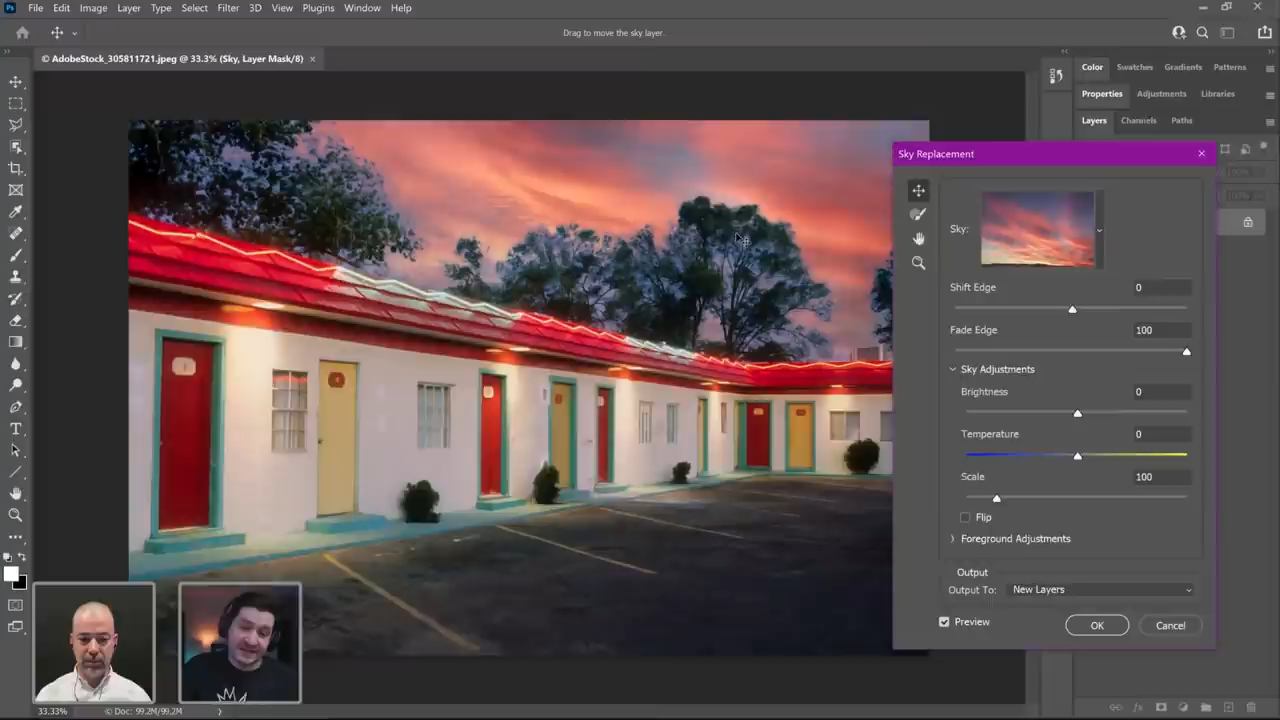 Ps File Edit Image Layer Type Select Filter 3D View Plugins Window Help
Drag to move the sky layer.
© AdobeStock_305811721.jpeg @ 33.3% (Sky, Layer Mask/8) ×
Color Swatches Gradients Patterns
Properties Adjustments Libraries
Layers Channels Paths
Sky Replacement
Sky:
Shift Edge 0
Fade Edge 100
Sky Adjustments
Brightness 0
Temperature 0
Scale 100
Flip
Foreground Adjustments
Output
Output To: New Layers
Preview OK Cancel
33.33% © Doc: 99.2M/99.2M